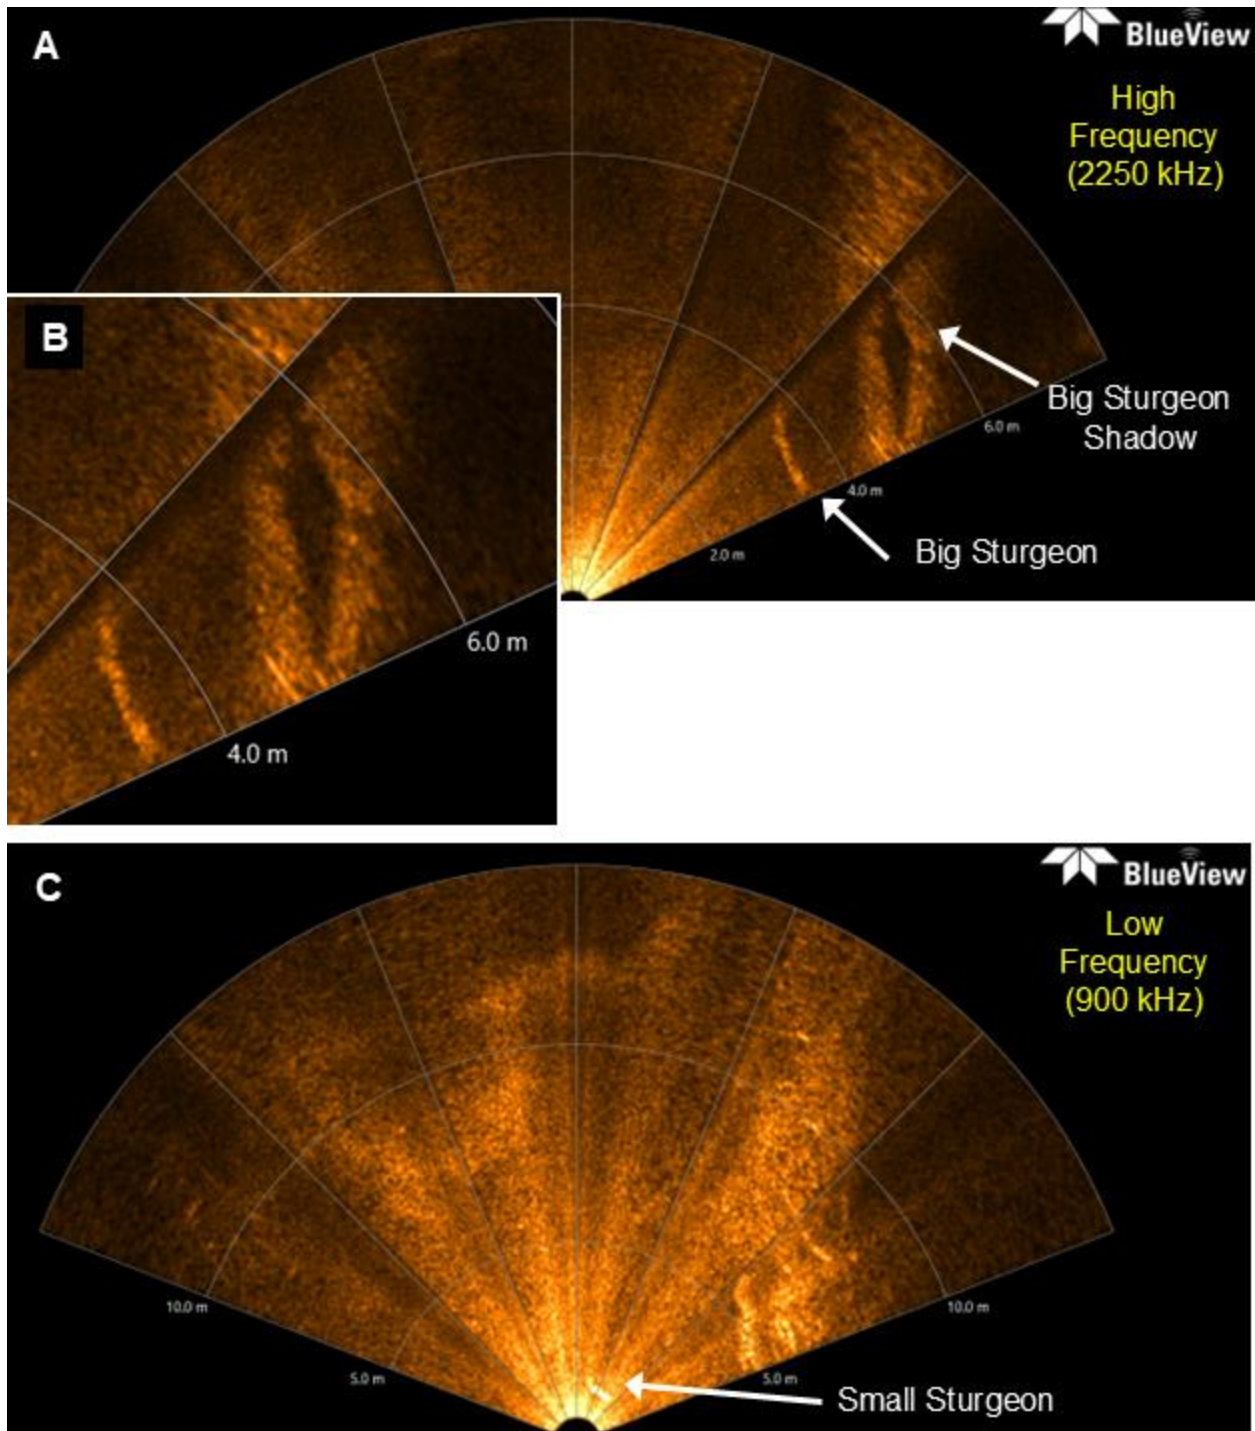 A
BlueView
High
Frequency
(2250 kHz)
B
Big Sturgeon
Shadow
6.0 m
4.0 m
2.0 m
Big Sturgeon
6.0 m
4.0 m
C
BlueView
Low
Frequency
(900 kHz)
10.0 m
10.0 m
5.0 m
5.0 m
Small Sturgeon